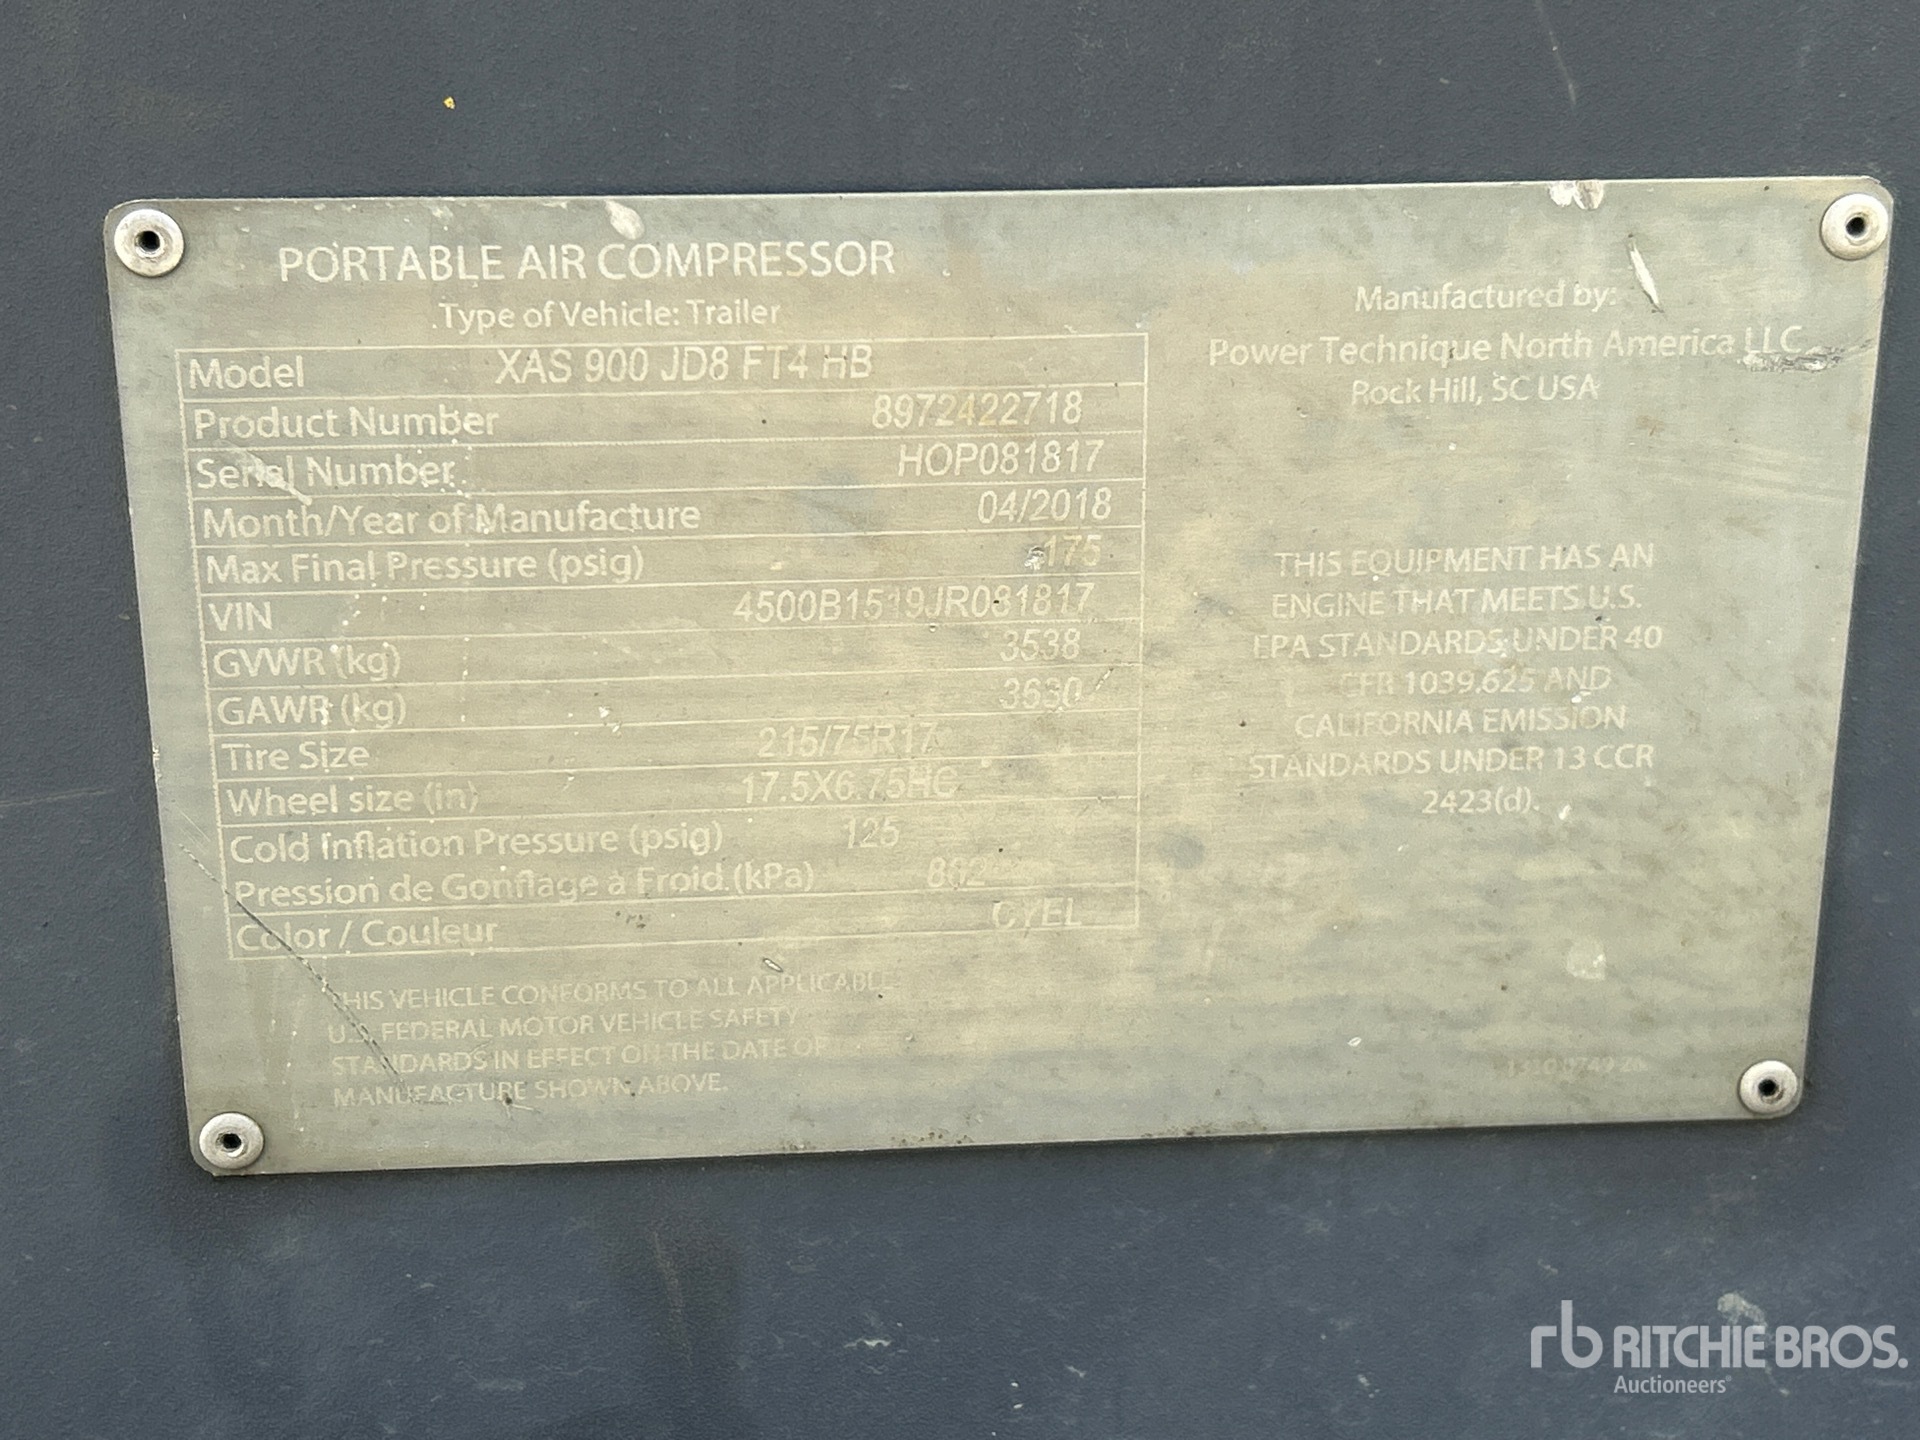 PORTABLE AIR COMPRESSOR
Type of Vehicle: Trailer
Model XAS 900 JD8 FT4 HB
Product Number 8972422718
Serial Number HOP081817
Month/Year of Manufacture 04/2018
Max Final Pressure (psig) 175
VIN 4500B1519JR081817
GVWR (kg) 3538
GAWR (kg) 3630
Tire Size 215/75R17
Wheel size (in) 17.5X6.75HC
Cold Inflation Pressure (psig) 125
Pression de Gonflage à Froid (kPa) 862
Color / Couleur CYEL
THIS VEHICLE CONFORMS TO ALL APPLICABLE
U.S. FEDERAL MOTOR VEHICLE SAFETY
STANDARDS IN EFFECT ON THE DATE OF
MANUFACTURE SHOWN ABOVE.
Manufactured by:
Power Technique North America LLC
Rock Hill, SC USA
THIS EQUIPMENT HAS AN
ENGINE THAT MEETS U.S.
EPA STANDARDS UNDER 40
CFR 1039.625 AND
CALIFORNIA EMISSION
STANDARDS UNDER 13 CCR
2423(d).
rb RITCHIE BROS.
Auctioneers